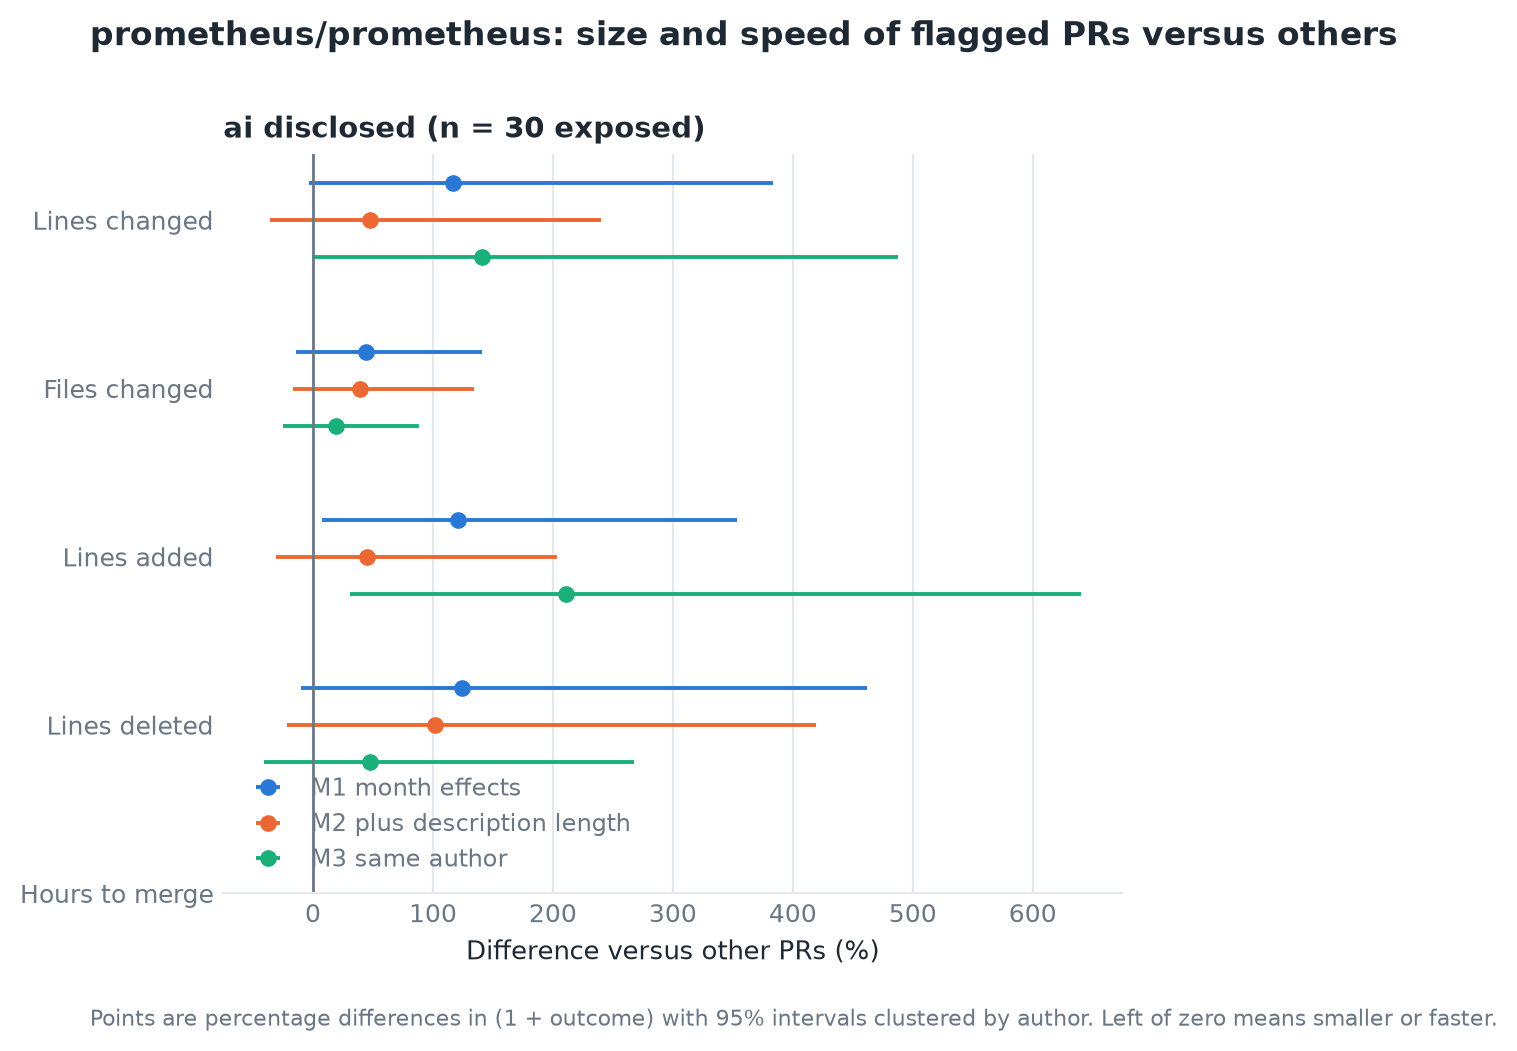 prometheus/prometheus: size and speed of flagged PRs versus others
ai disclosed (n = 30 exposed)
Lines changed
Files changed
Lines added
Lines deleted
M1 month effects
M2 plus description length
M3 same author
Hours to merge
0 100 200 300 400 500 600
Difference versus other PRs (%)
Points are percentage differences in (1 + outcome) with 95% intervals clustered by author. Left of zero means smaller or faster.